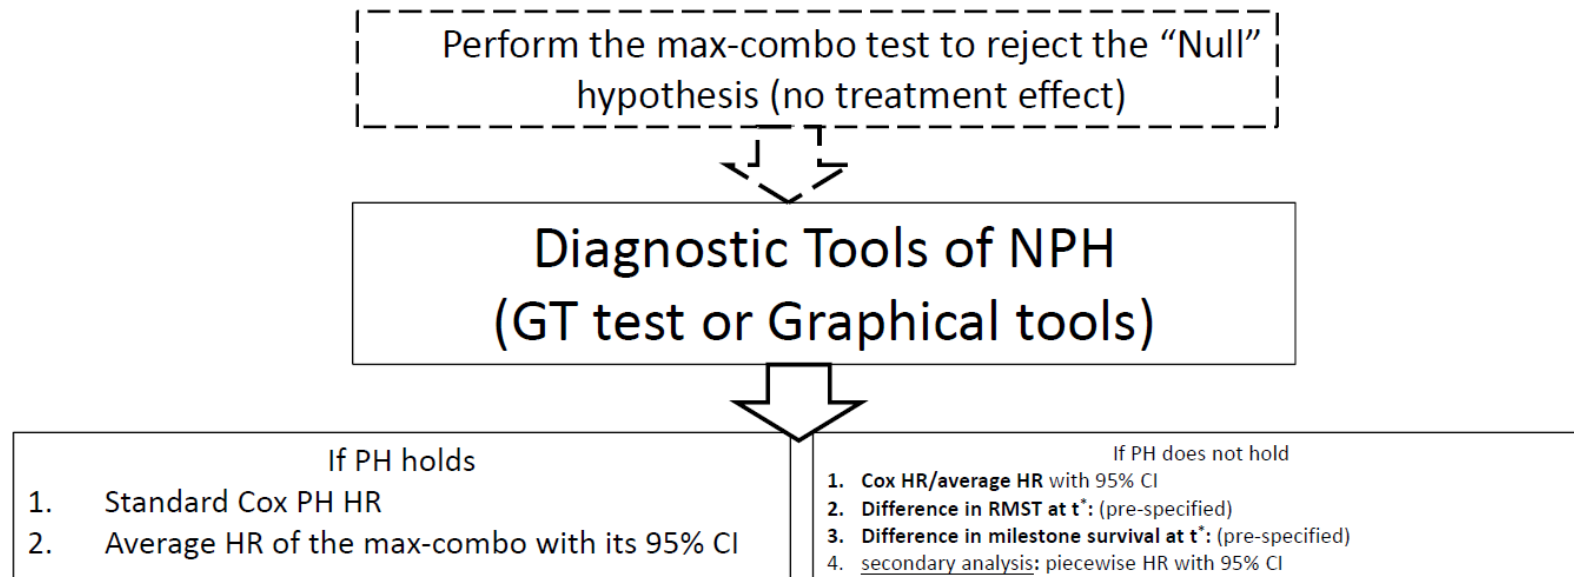 Perform the max-combo test to reject the “Null”
hypothesis (no treatment effect)
Diagnostic Tools of NPH
(GT test or Graphical tools)
If PH holds
1. Standard Cox PH HR
2. Average HR of the max-combo with its 95% CI
If PH does not hold
1. Cox HR/average HR with 95% CI
2. Difference in RMST at t*: (pre-specified)
3. Difference in milestone survival at t*: (pre-specified)
4. secondary analysis: piecewise HR with 95% CI